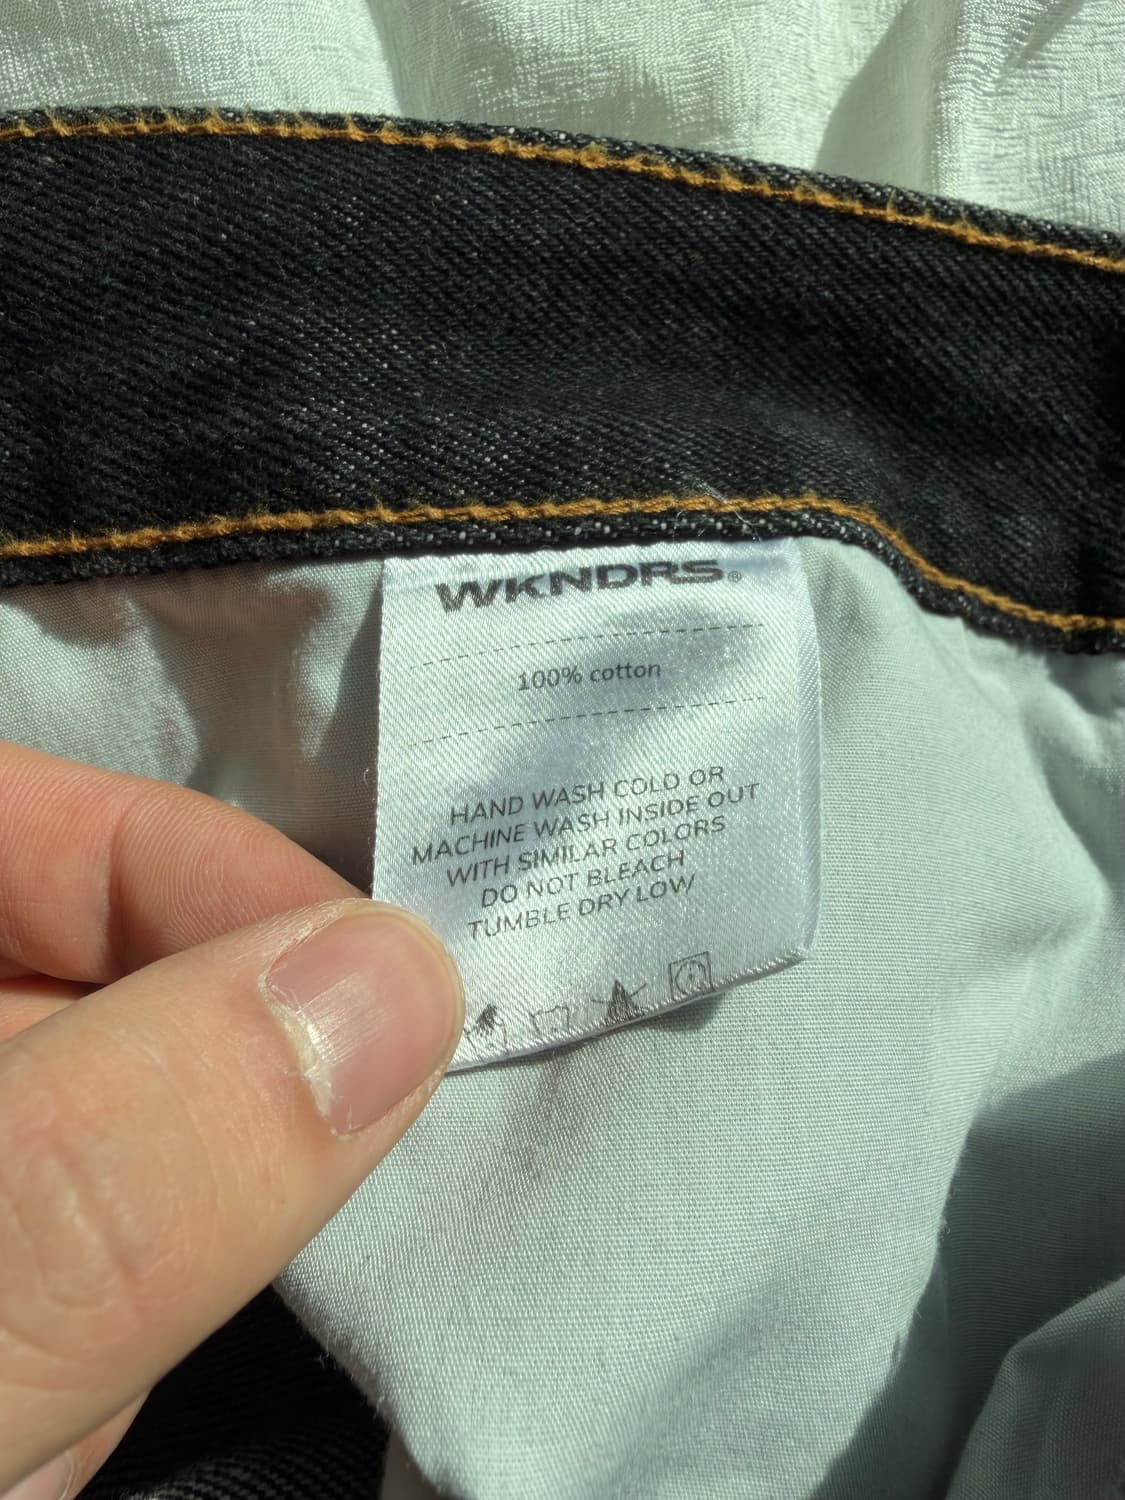 WKNDRS®
100% cotton
HAND WASH COLD OR
MACHINE WASH INSIDE OUT
WITH SIMILAR COLORS
DO NOT BLEACH
TUMBLE DRY LOW